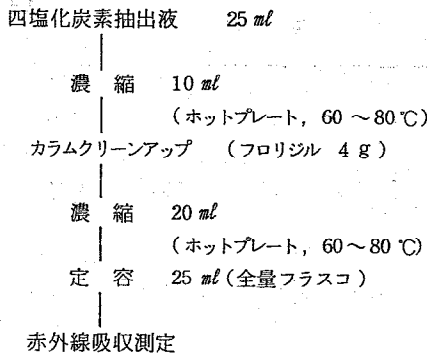 四塩化炭素抽出液 25 ㎖
濃 縮 10 ㎖
(ホットプレート, 60 ～80 ℃)
カラムクリーンアップ (フロリジル 4 g)
濃 縮 20 ㎖
(ホットプレート, 60～80 ℃)
定 容 25 ㎖ (全量フラスコ)
赤外線吸収測定